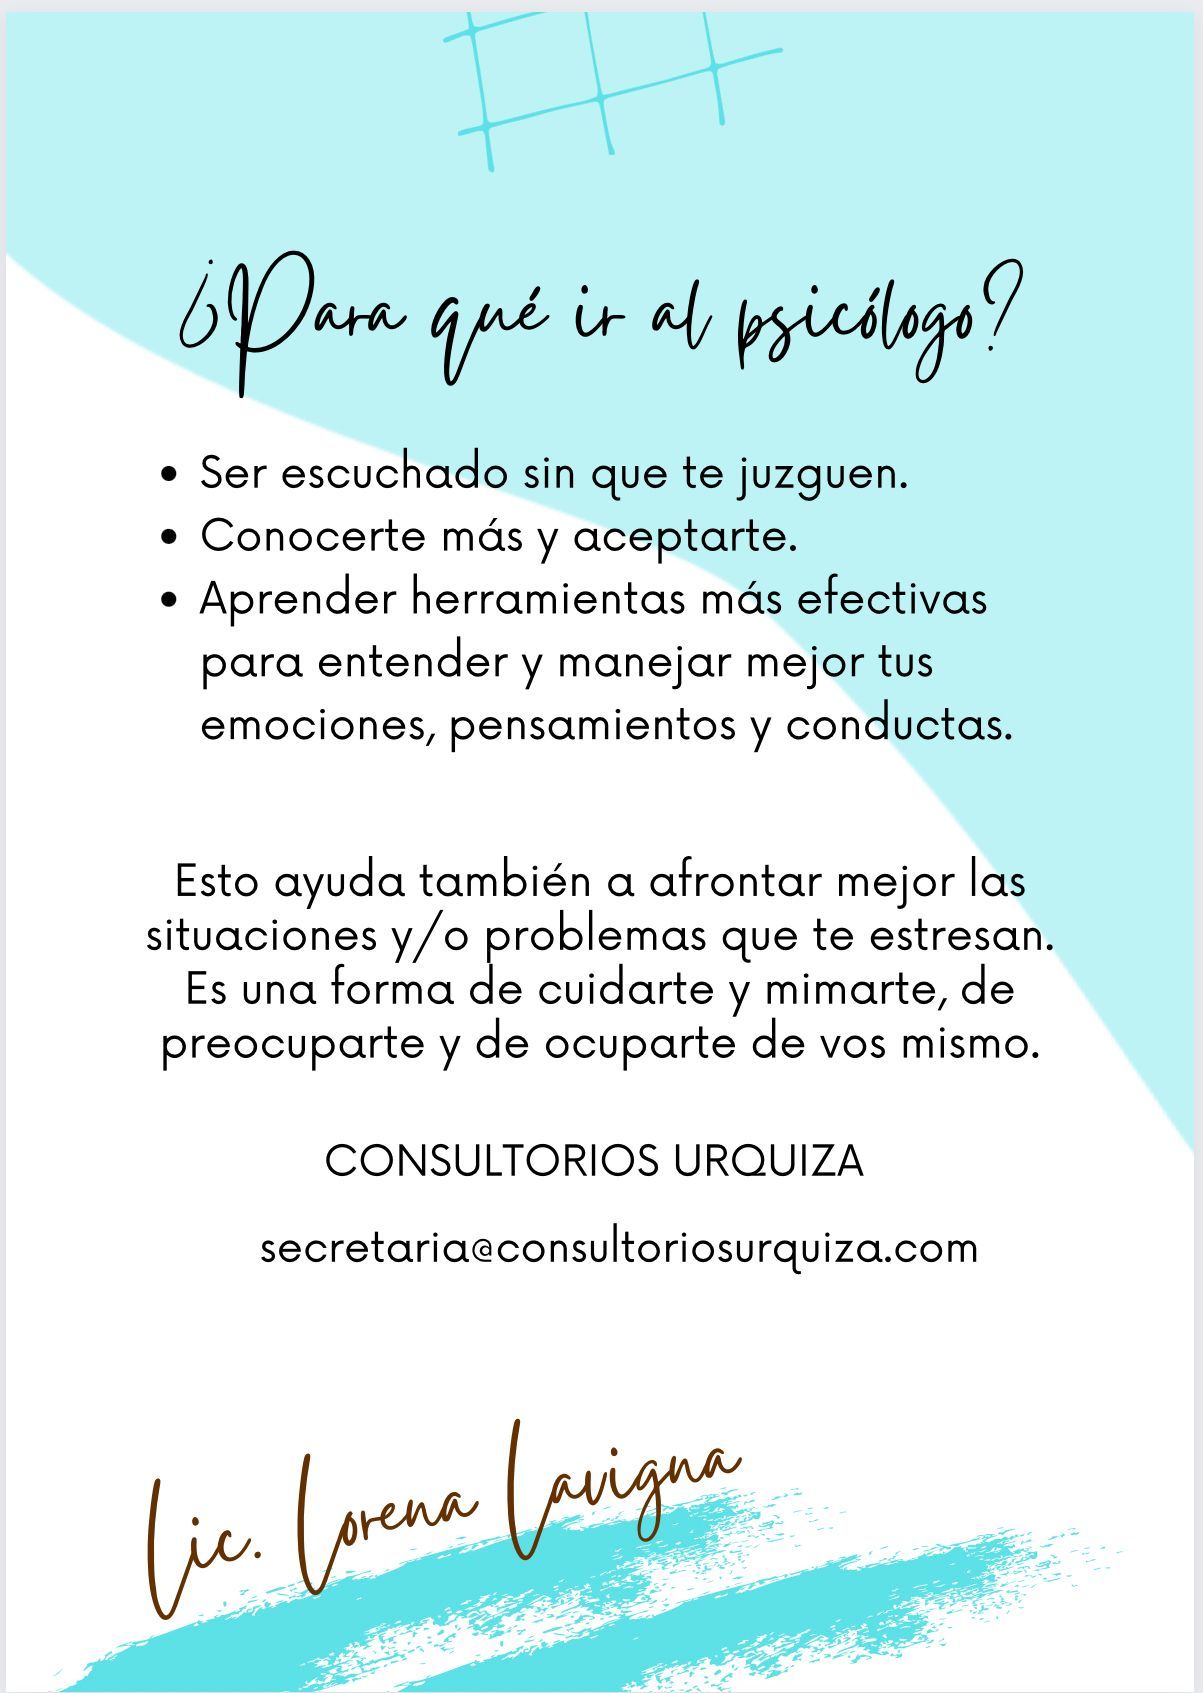 ¿Para qué ir al psicólogo?
• Ser escuchado sin que te juzguen.
• Conocerte más y aceptarte.
• Aprender herramientas más efectivas
para entender y manejar mejor tus
emociones, pensamientos y conductas.
Esto ayuda también a afrontar mejor las
situaciones y/o problemas que te estresan.
Es una forma de cuidarte y mimarte, de
preocuparte y de ocuparte de vos mismo.
CONSULTORIOS URQUIZA
secretaria@consultoriosurquiza.com
Lic. Lorena Lavigna